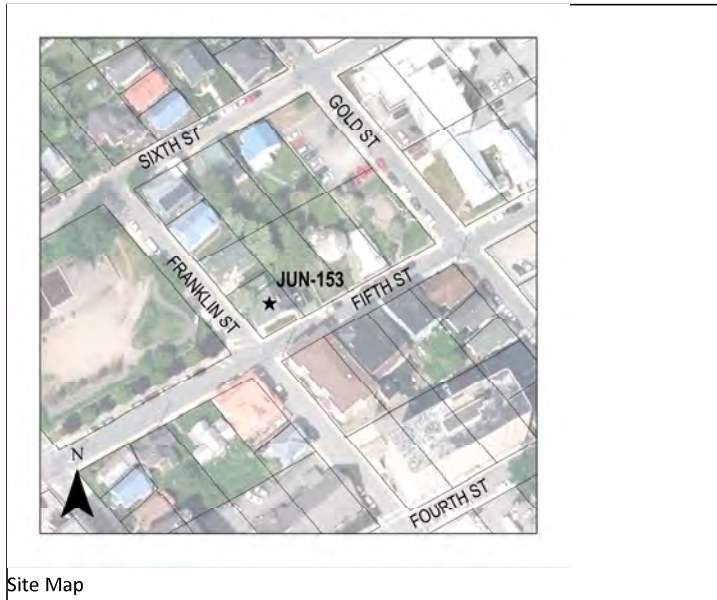 SIXTH ST
GOLD ST
FRANKLIN ST
JUN-153
FIFTH ST
N
FOURTH ST
Site Map